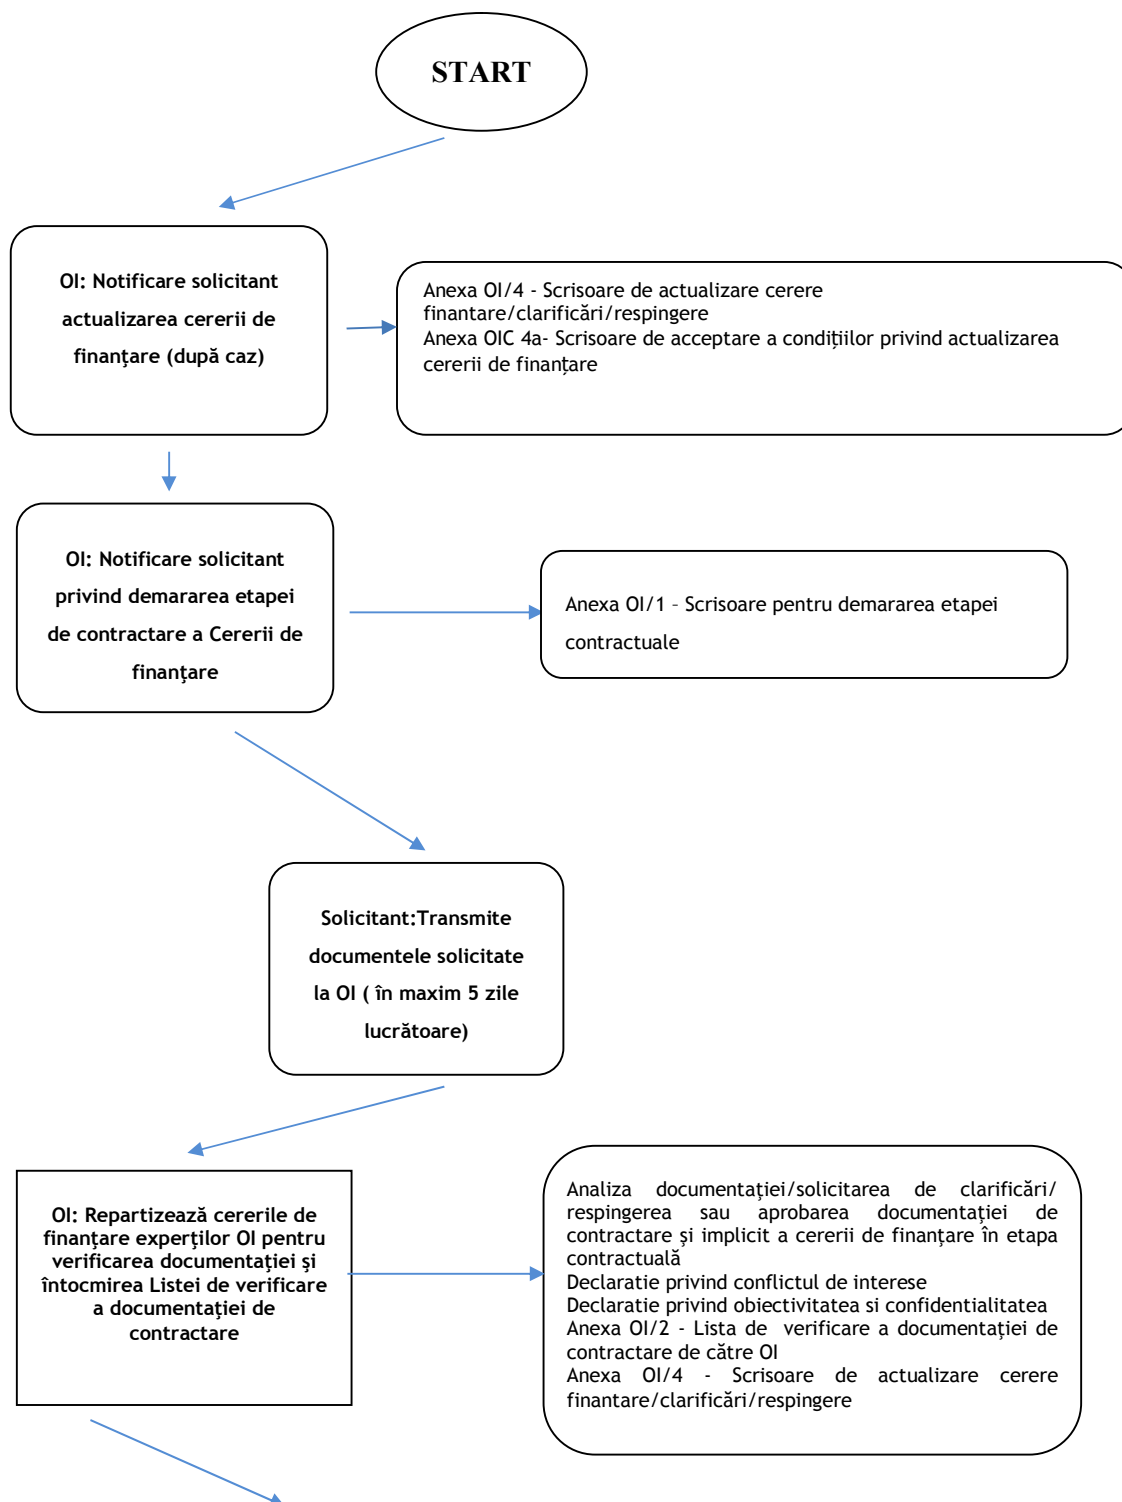 START
OI: Notificare solicitant
actualizarea cererii de
finanțare (după caz)
Anexa OI/4 - Scrisoare de actualizare cerere
finantare/clarificări/respingere
Anexa OIC 4a- Scrisoare de acceptare a condițiilor privind actualizarea
cererii de finanțare
OI: Notificare solicitant
privind demararea etapei
de contractare a Cererii de
finanţare
Anexa OI/1 – Scrisoare pentru demararea etapei
contractuale
Solicitant:Transmite
documentele solicitate
la OI ( în maxim 5 zile
lucrătoare)
OI: Repartizează cererile de
finanţare experţilor OI pentru
verificarea documentaţiei şi
întocmirea Listei de verificare
a documentaţiei de
contractare
Analiza documentației/solicitarea de clarificări/
respingerea sau aprobarea documentației de
contractare și implicit a cererii de finanțare în etapa
contractuală
Declaratie privind conflictul de interese
Declaratie privind obiectivitatea si confidentialitatea
Anexa OI/2 - Lista de verificare a documentației de
contractare de către OI
Anexa OI/4 - Scrisoare de actualizare cerere
finantare/clarificări/respingere